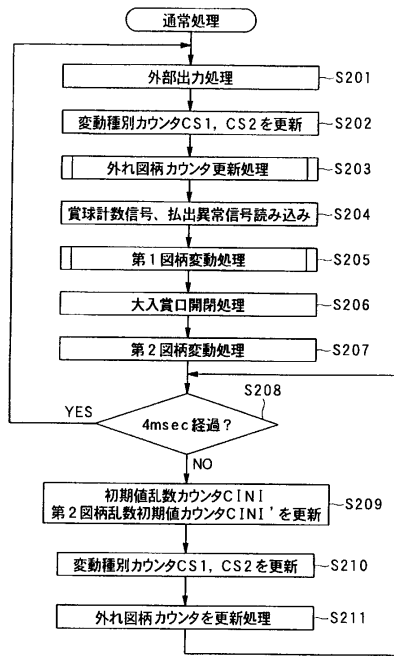 通常処理
外部出力処理
S201
変動種別カウンタCS1, CS2を更新
S202
外れ図柄カウンタ更新処理
S203
賞球計数信号、払出異常信号読み込み
S204
第1図柄変動処理
S205
大入賞口開閉処理
S206
第2図柄変動処理
S207
S208
YES
4msec経過?
NO
初期値乱数カウンタCINI
第2図柄乱数初期値カウンタCINI'を更新
S209
変動種別カウンタCS1, CS2を更新
S210
外れ図柄カウンタを更新処理
S211